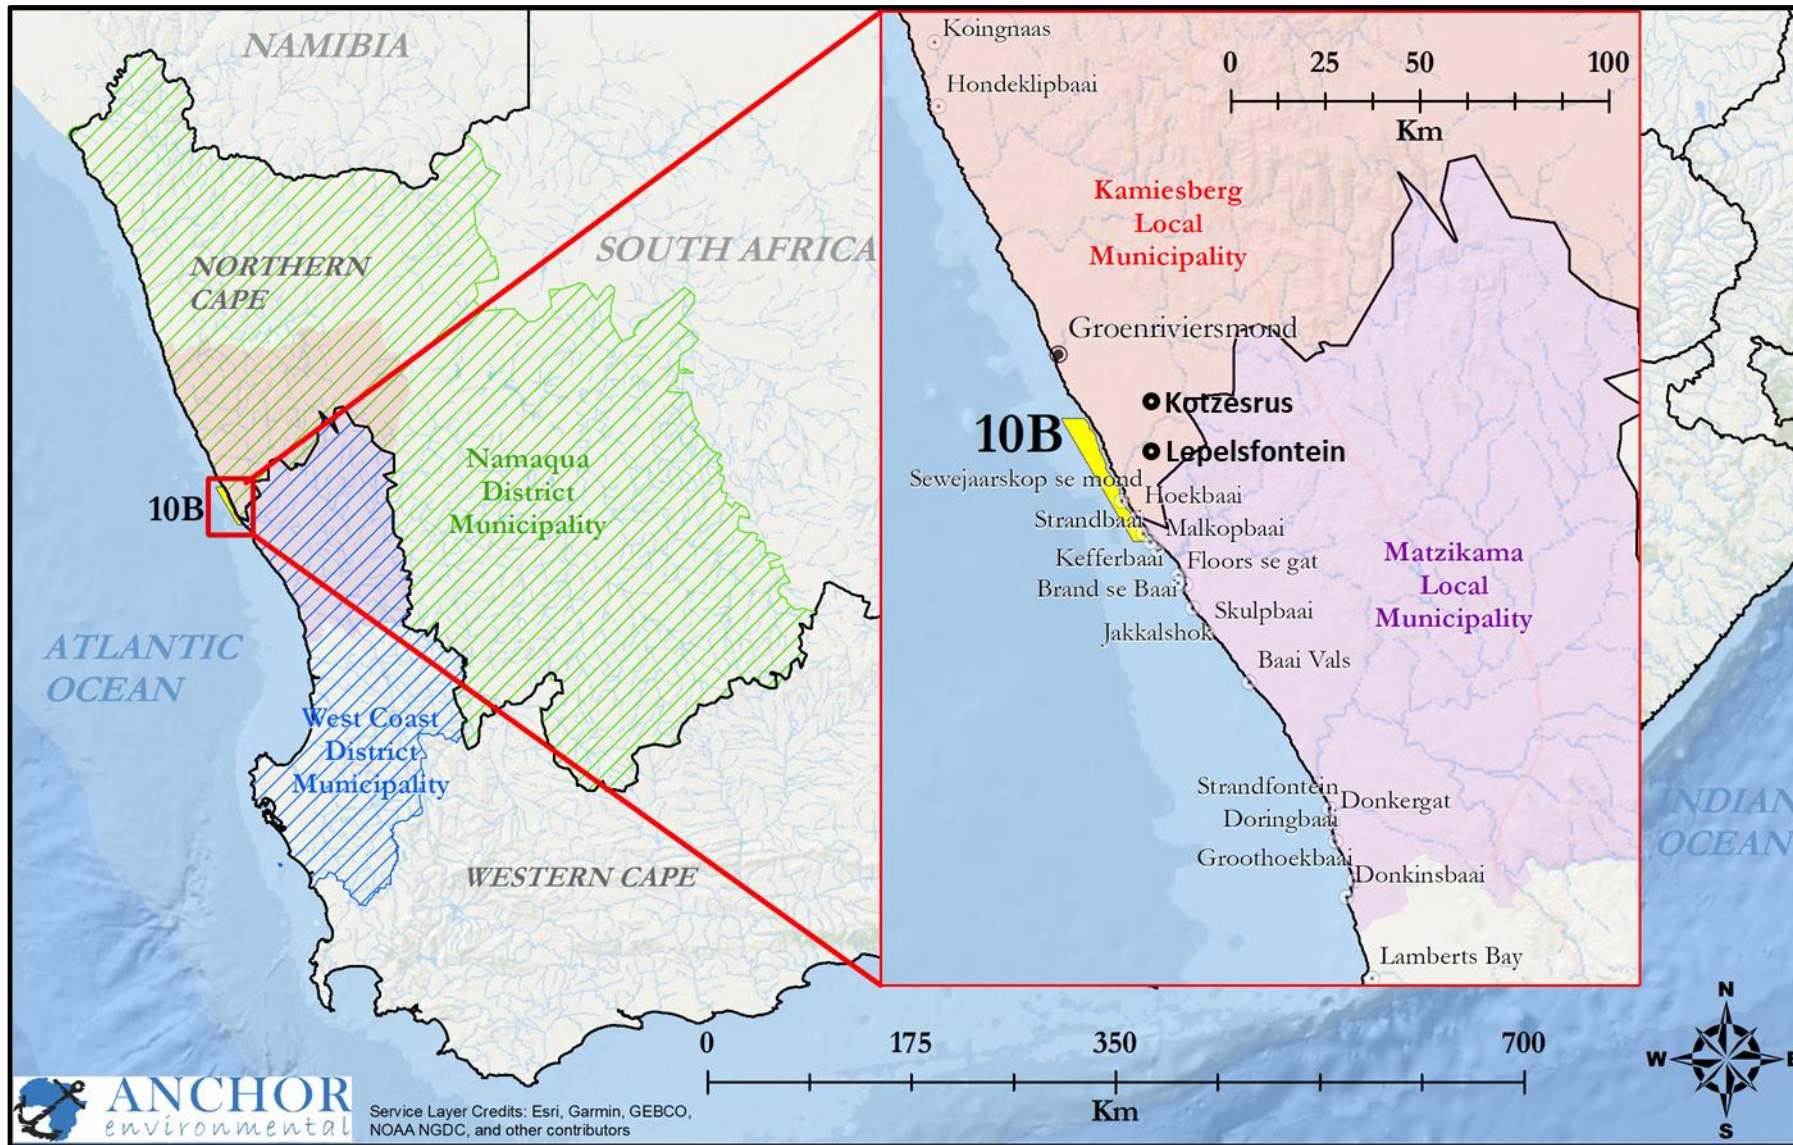 NAMIBIA
SOUTH AFRICA
NORTHERN
CAPE
Namaqua
District
Municipality
10B
ATLANTIC
OCEAN
West Coast
District
Municipality
WESTERN CAPE
Koingnaas
Hondeklipbaai
0 25 50 100
Km
Kamiesberg
Local
Municipality
Groenriviersmond
Kotzesrus
10B
Lepelsfontein
Sewejaarskop se mond
Hoekbaai
Strandbaai
Malkopbaai
Kefferbaai
Floors se gat
Brand se Baai
Skulpbaai
Jakkalshok
Matzikama
Local
Municipality
Baai Vals
Strandfontein
Donkergat
Doringbaai
Groothoekbaai
Donkinsbaai
Lamberts Bay
INDIAN
OCEAN
0 175 350 700
Km
N
W E
S
ANCHOR
environmental
Service Layer Credits: Esri, Garmin, GEBCO,
NOAA NGDC, and other contributors